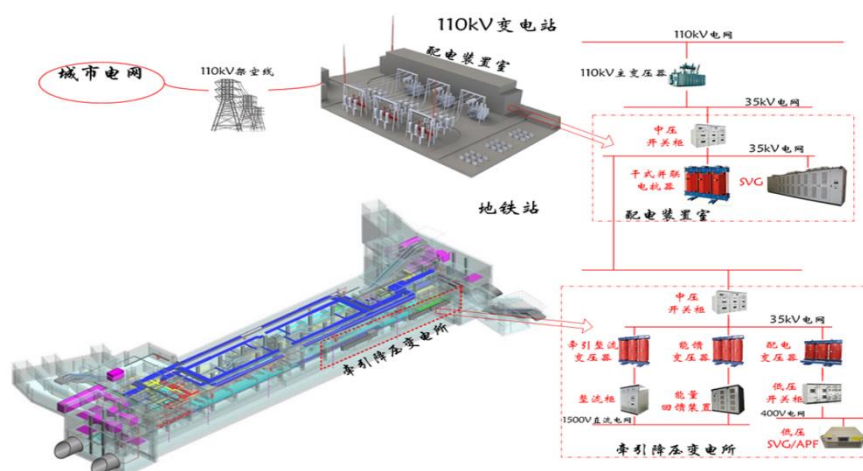 110kV变电站
配电装置室
城市电网
110kV架空线
110kV电网
110kV主变压器
35kV电网
中压
开关柜
35kV电网
干式并联
电抗器
SVG
配电装置室
地铁站
牵引降压变电所
中压
开关柜
35kV电网
牵引整流
变压器
能馈
变压器
配电
变压器
整流柜
能量
回馈装置
低压
开关柜
1500V直流电网
400V电网
低压
SVG/APF
牵引降压变电所